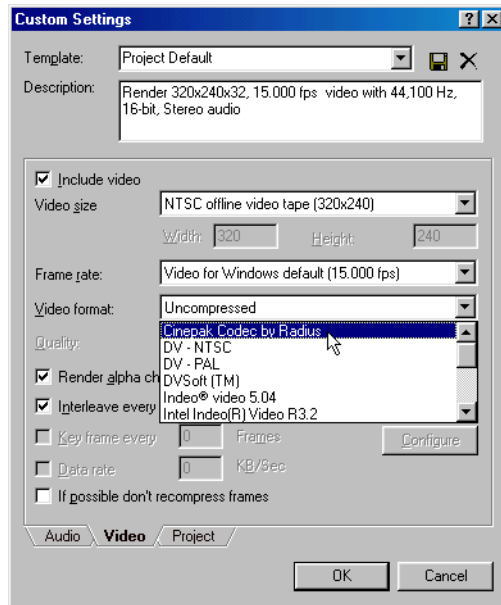 Custom Settings
Template: Project Default
Description: Render 320x240x32, 15.000 fps video with 44,100 Hz,
16-bit, Stereo audio
Include video
Video size NTSC offline video tape (320x240)
Width: 320 Height: 240
Frame rate: Video for Windows default (15.000 fps)
Video format: Uncompressed
Cinepak Codec by Radius
Quality: DV - NTSC
DV - PAL
Render alpha ch DVSoft (TM)
Indeo® video 5.04
Interleave every Intel Indeo(R) Video R3.2
Key frame every 0 Frames Configure
Data rate 0 KB/Sec
If possible don't recompress frames
Audio Video Project
OK Cancel